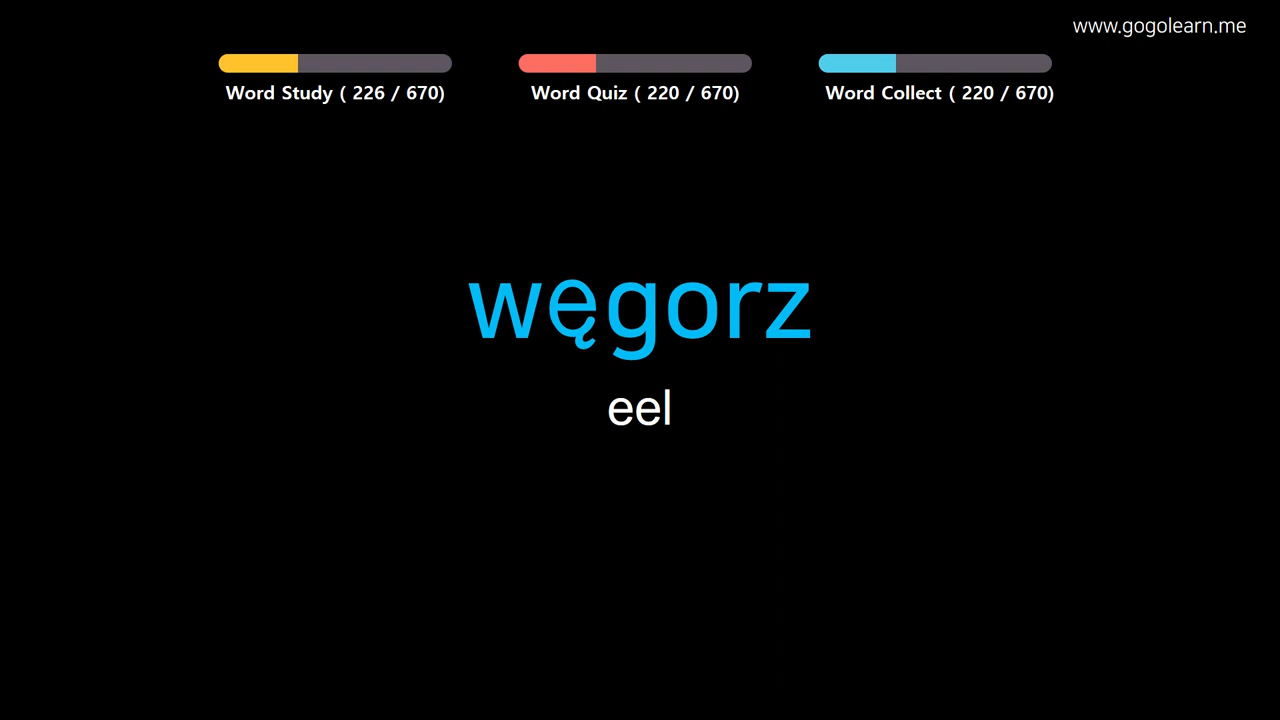 www.gogolearn.me
Word Study ( 226 / 670)
Word Quiz ( 220 / 670)
Word Collect ( 220 / 670)
węgorz
eel